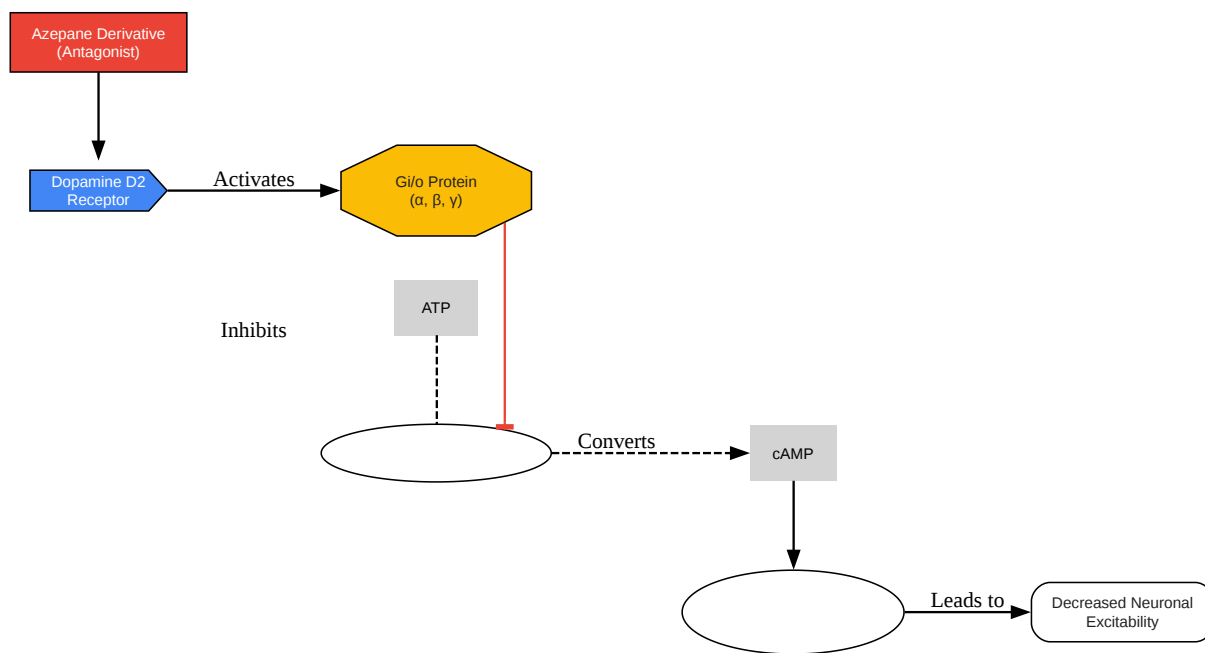 Azepane Derivative
(Antagonist)
Dopamine D2
Receptor
Activates
Gi/o Protein
(α, β, γ)
ATP
Inhibits
Converts
cAMP
Leads to
Decreased Neuronal
Excitability